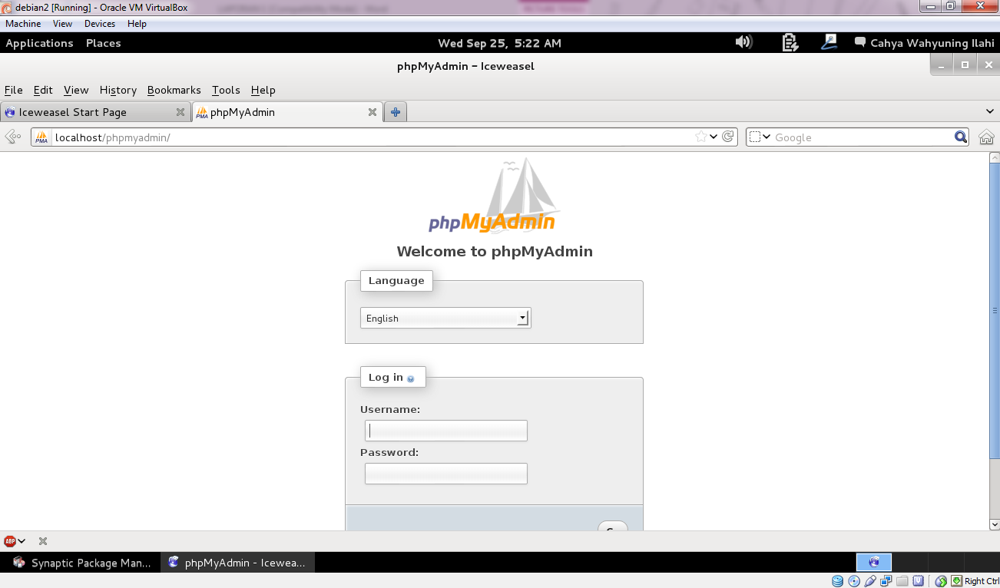 debian2 [Running] - Oracle VM VirtualBox
Machine View Devices Help
Applications Places Wed Sep 25, 5:22 AM Cahya Wahyuning Ilahi
phpMyAdmin - Iceweasel
File Edit View History Bookmarks Tools Help
Iceweasel Start Page phpMyAdmin
localhost/phpmyadmin/ Google
phpMyAdmin
Welcome to phpMyAdmin
Language
English
Log in
Username:
Password:
ABP
Synaptic Package Man... phpMyAdmin - Icewea...
Right Ctrl